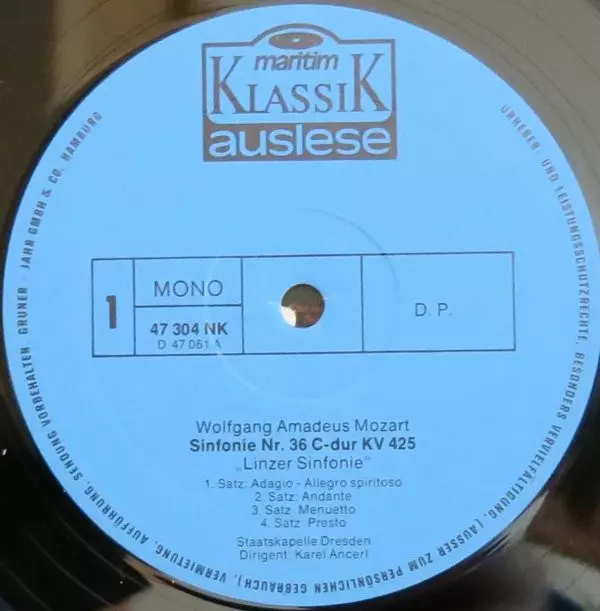 maritim
KLASSIK
auslese
1
MONO
47 304 NK
D 47 061 A
D. P.
Wolfgang Amadeus Mozart
Sinfonie Nr. 36 C-dur KV 425
„Linzer Sinfonie“
1. Satz: Adagio - Allegro spiritoso
2. Satz: Andante
3. Satz: Menuetto
4. Satz: Presto
Staatskapelle Dresden
Dirigent: Karel Ancerl
GRUNER + JAHR GMBH & CO, HAMBURG
URHEBER- UND LEISTUNGSSCHUTZRECHTE, BESONDERS VERVIELFÄLTIGUNG, (AUSSER ZUM PERSÖNLICHEN GEBRAUCH), VERMIETUNG, AUFFÜHRUNG, SENDUNG VORBEHALTEN.